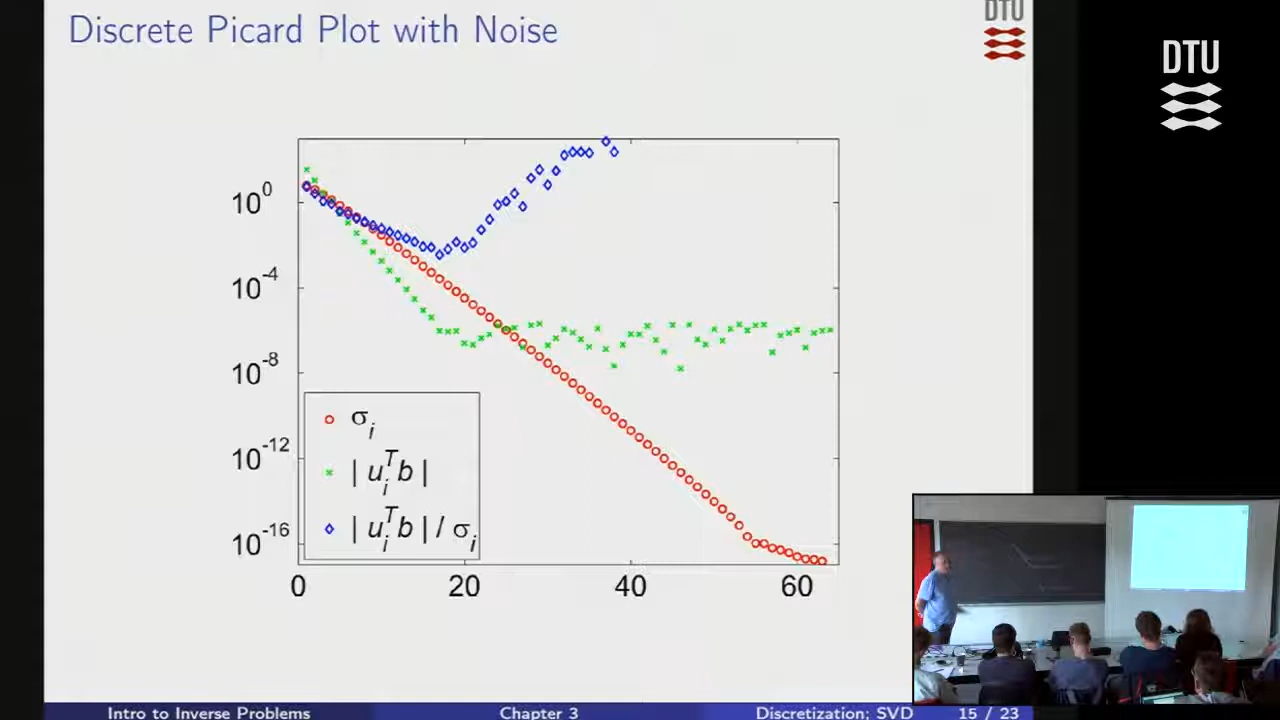 Discrete Picard Plot with Noise
DTU
DTU
10^0
10^-4
10^-8
10^-12
10^-16
σ_i
| u_i^T b |
| u_i^T b | / σ_i
0 20 40 60
Intro to Inverse Problems Chapter 3 Discretization; SVD 15 / 23